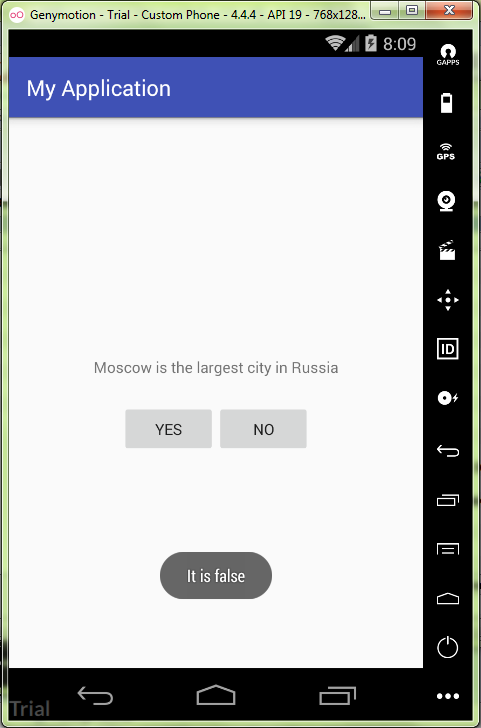 Genymotion - Trial - Custom Phone - 4.4.4 - API 19 - 768x128...
8:09
GAPPS
My Application
GPS
ID
Moscow is the largest city in Russia
YES NO
It is false
Trial